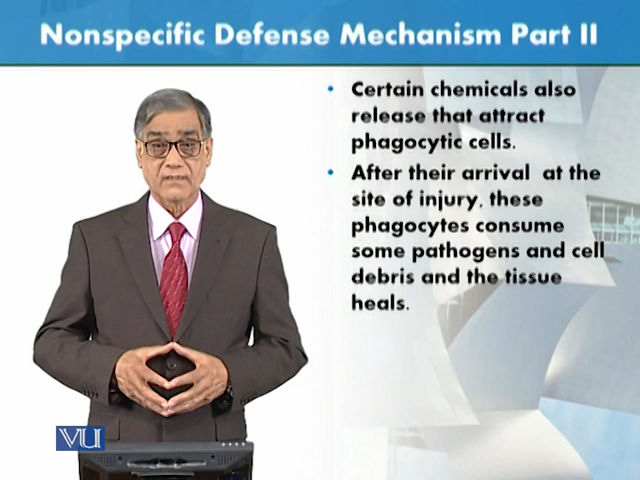 Nonspecific Defense Mechanism Part II
• Certain chemicals also
release that attract
phagocytic cells.
• After their arrival at the
site of injury, these
phagocytes consume
some pathogens and cell
debris and the tissue
heals.
VU